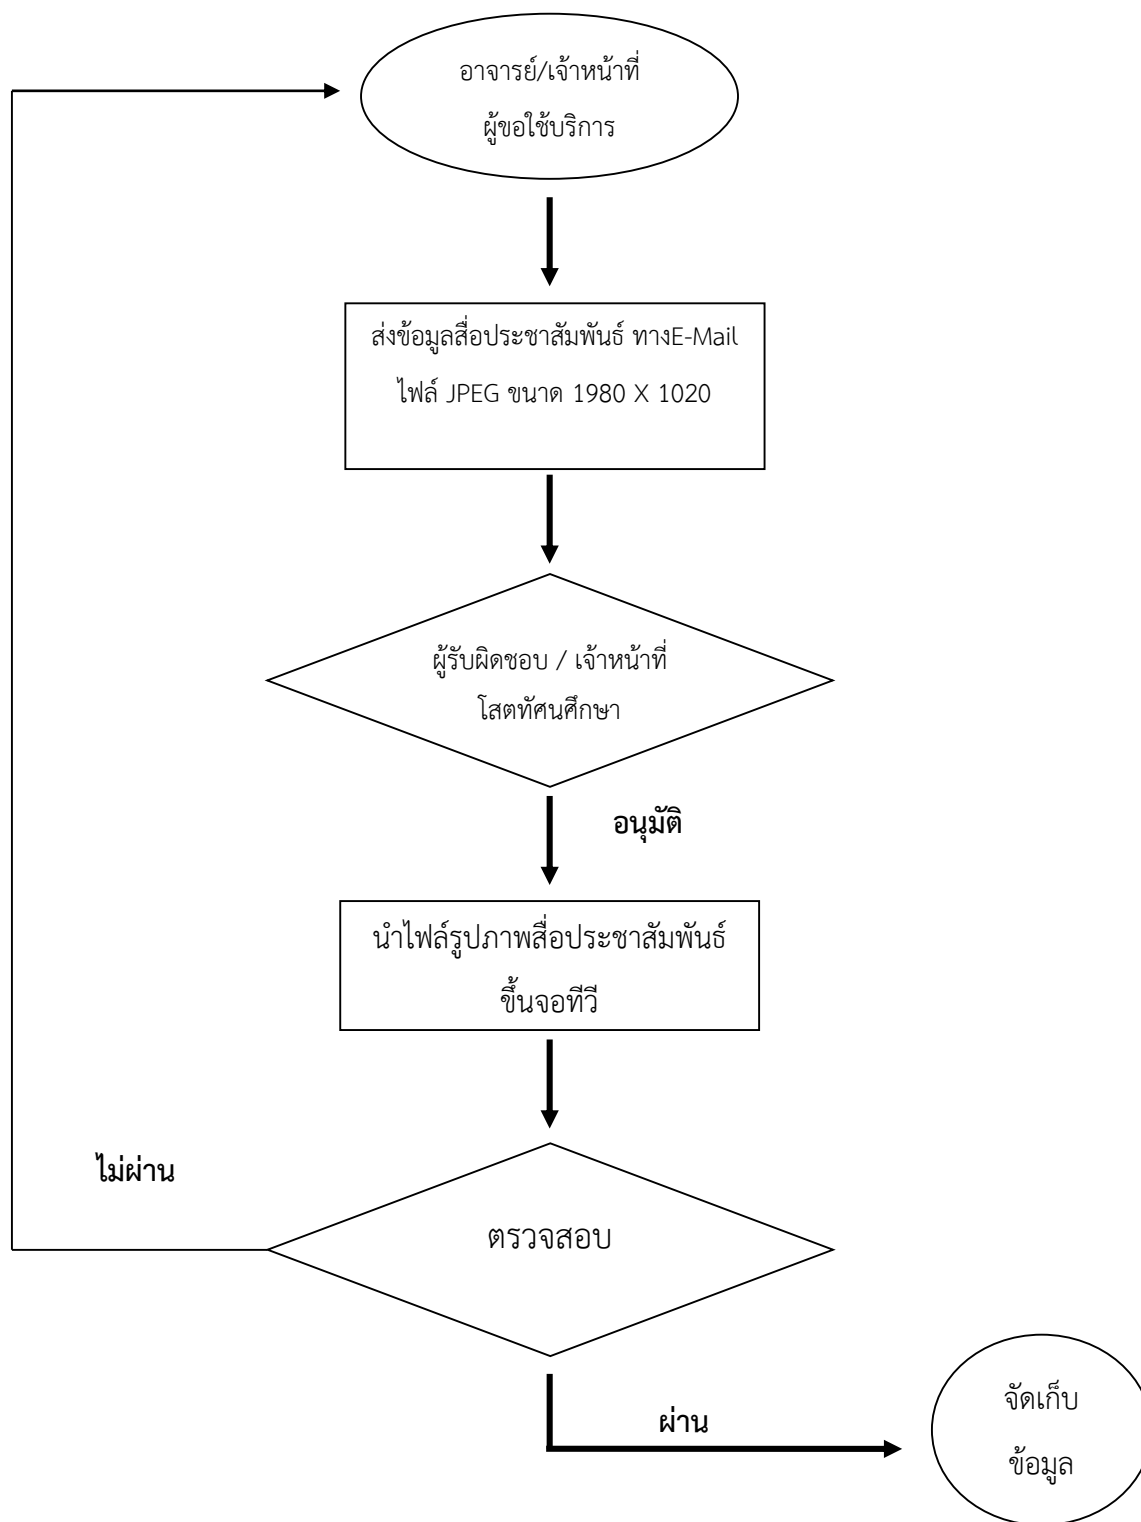 อาจารย์/เจ้าหน้าที่
ผู้ขอใช้บริการ
ส่งข้อมูลสื่อประชาสัมพันธ์ ทางE-Mail
ไฟล์ JPEG ขนาด 1980 X 1020
ผู้รับผิดชอบ / เจ้าหน้าที่
โสตทัศนศึกษา
อนุมัติ
นำไฟล์รูปภาพสื่อประชาสัมพันธ์
ขึ้นจอทีวี
ไม่ผ่าน
ตรวจสอบ
ผ่าน
จัดเก็บ
ข้อมูล